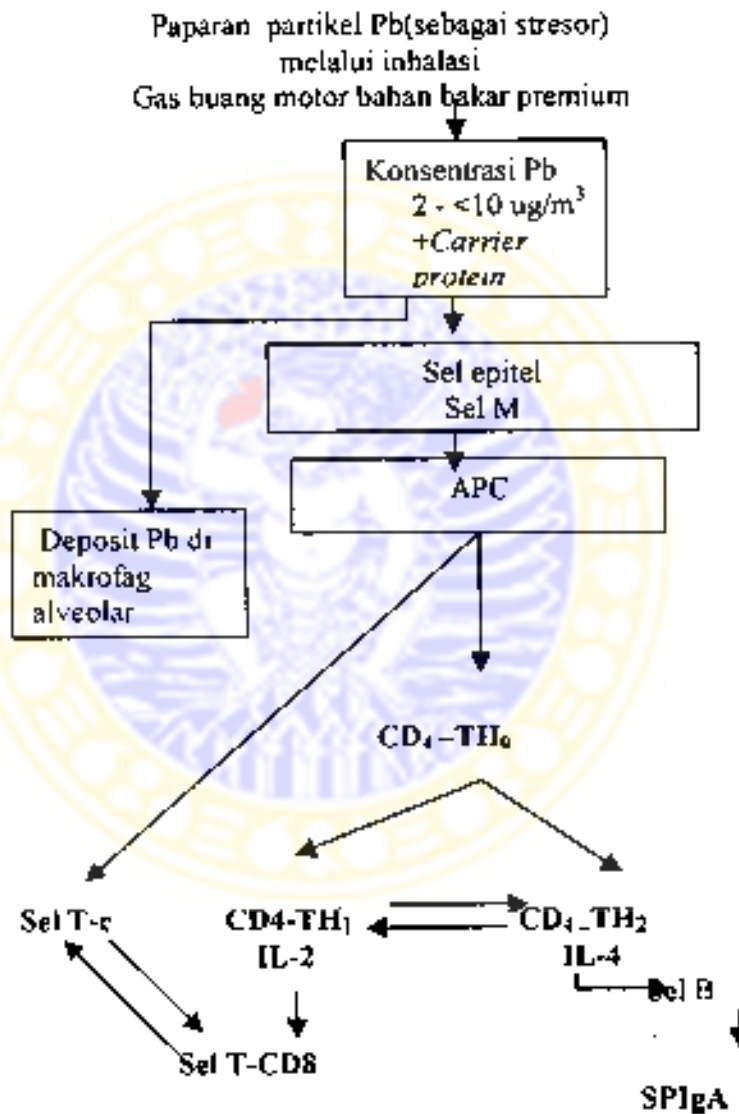 Paparan partikel Pb(sebagai stresor)
melalui inhalasi
Gas buang motor bahan bakar premium
Konsentrasi Pb
2 - <10 ug/m³
+Carrier
protein
Sel epitel
Sel M
APC
Deposit Pb di
makrofag
alveolar
CD₄ –TH₀
Sel T-c
CD4-TH₁
IL-2
CD₄ –TH₂
IL-4
Sel B
Sel T-CD8
SPIgA